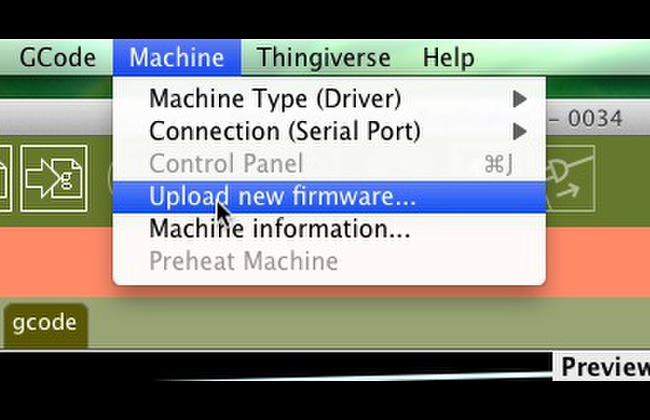 GCode Machine Thingiverse Help
Machine Type (Driver)
- 0034
Connection (Serial Port)
Control Panel ⌘J
g
Upload new firmware...
Machine information...
Preheat Machine
gcode
Preview